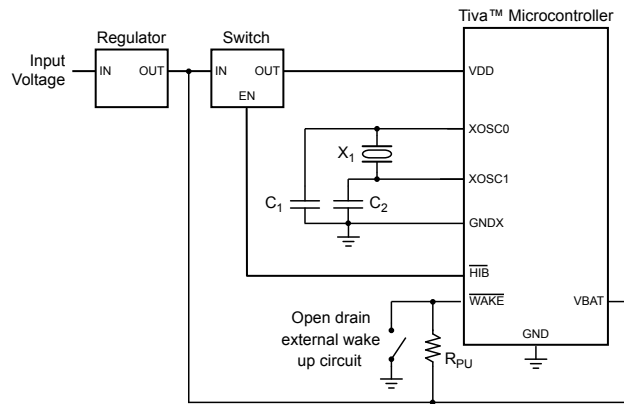 Tiva™ Microcontroller
Regulator
Switch
Input
Voltage
IN
OUT
IN
OUT
EN
VDD
XOSC0
X1
XOSC1
C1
C2
GNDX
HIB
WAKE
VBAT
Open drain
external wake
up circuit
RPU
GND